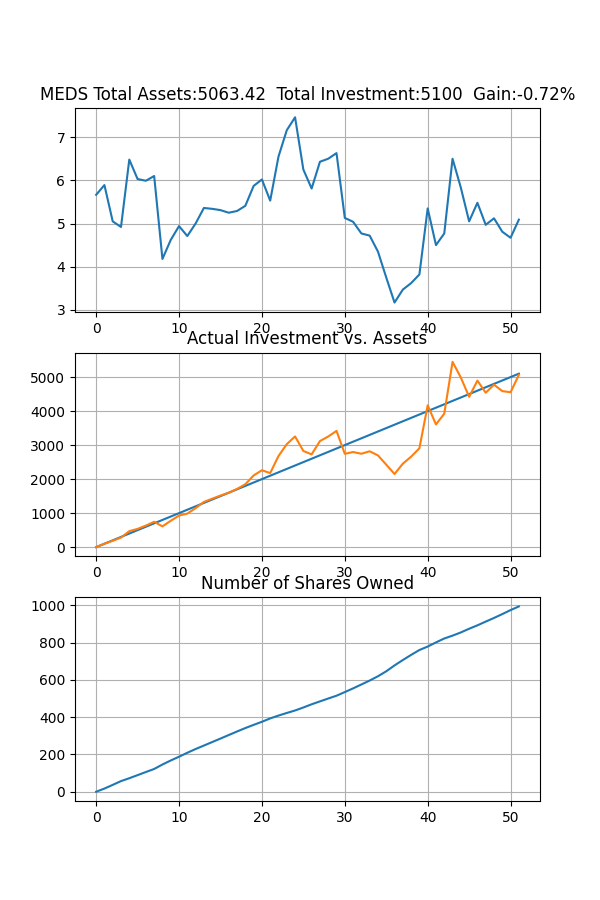 MEDS Total Assets:5063.42  Total Investment:5100  Gain:-0.72%
7
6
5
4
3
0 10 20 30 40 50
Actual Investment vs. Assets
5000
4000
3000
2000
1000
0
0 10 20 30 40 50
Number of Shares Owned
1000
800
600
400
200
0
0 10 20 30 40 50